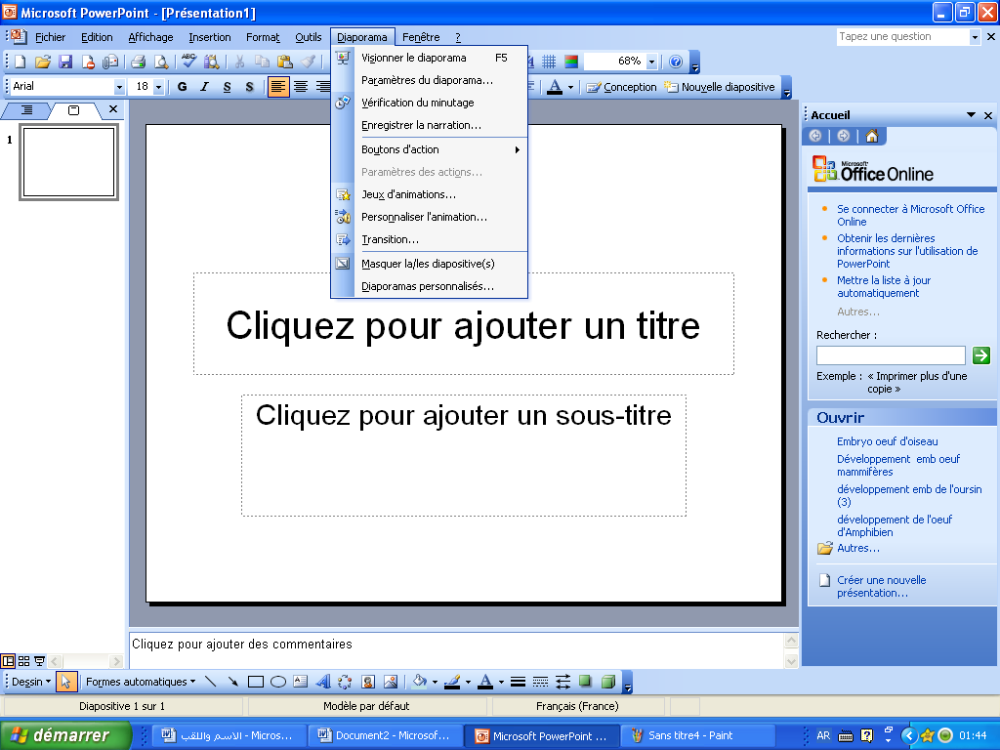 Microsoft PowerPoint - [Présentation1]
Fichier Edition Affichage Insertion Format Outils Diaporama Fenêtre ?
Tapez une question
68%
Arial 18 G I S S
Conception Nouvelle diapositive
Visionner le diaporama F5
Paramètres du diaporama...
Vérification du minutage
Enregistrer la narration...
Boutons d'action
Paramètres des actions...
Jeux d'animations...
Personnaliser l'animation...
Transition...
Masquer la/les diapositive(s)
Diaporamas personnalisés...
1
Cliquez pour ajouter un titre
Cliquez pour ajouter un sous-titre
Accueil
Microsoft
Office Online
Se connecter à Microsoft Office
Online
Obtenir les dernières
informations sur l'utilisation de
PowerPoint
Mettre la liste à jour
automatiquement
Autres...
Rechercher :
Exemple : « Imprimer plus d'une
copie »
Ouvrir
Embryo oeuf d'oiseau
Développement emb oeuf
mammifères
développement emb de l'oursin
(3)
développement de l'oeuf
d'Amphibien
Autres...
Créer une nouvelle
présentation...
Cliquez pour ajouter des commentaires
Dessin Formes automatiques
Diapositive 1 sur 1 Modèle par défaut Français (France)
démarrer
الاسم واللقب - Micros...
Document2 - Microsof...
Microsoft PowerPoint ...
Sans titre4 - Paint
AR 01:44